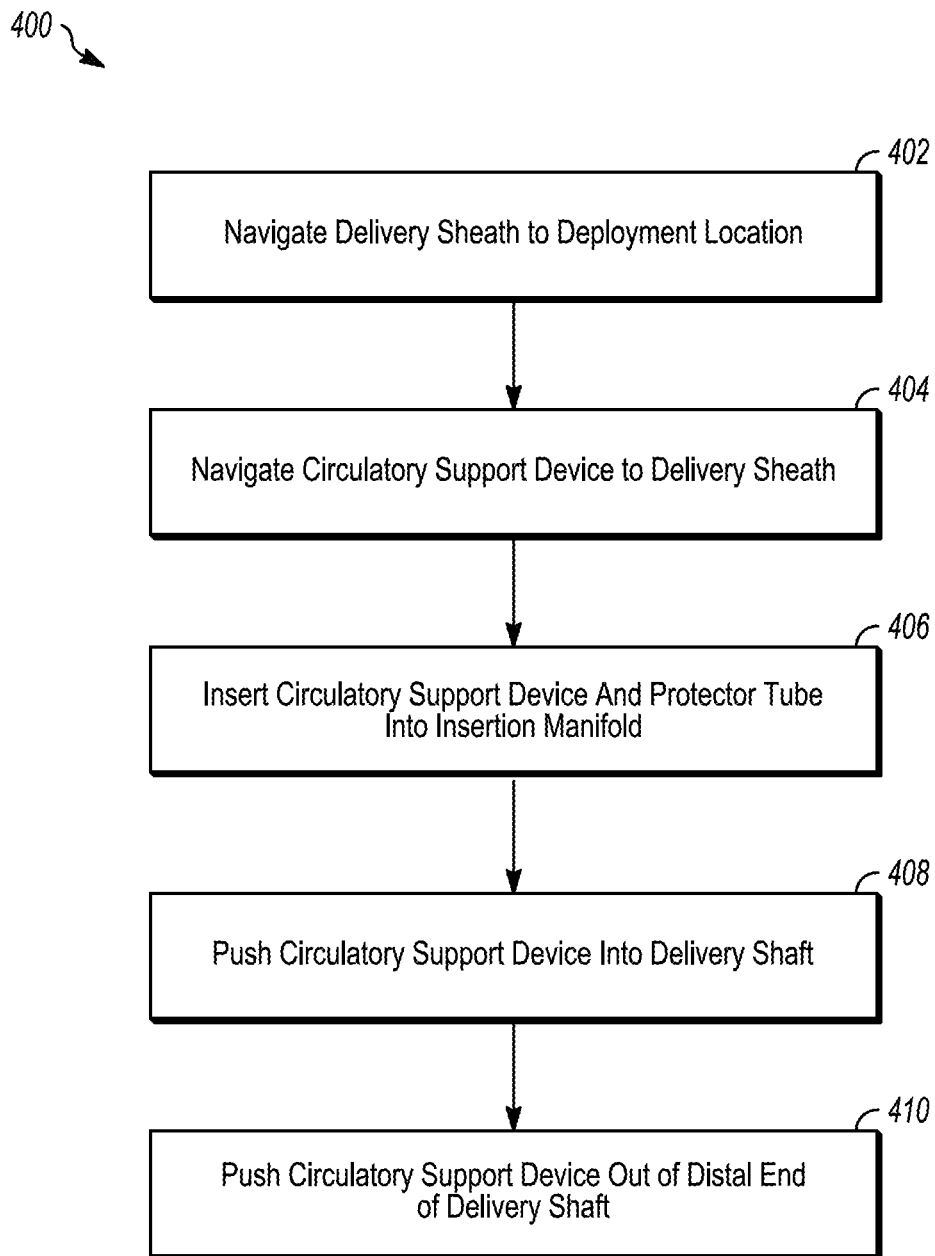 400
402
Navigate Delivery Sheath to Deployment Location
404
Navigate Circulatory Support Device to Delivery Sheath
406
Insert Circulatory Support Device And Protector Tube
Into Insertion Manifold
408
Push Circulatory Support Device Into Delivery Shaft
410
Push Circulatory Support Device Out of Distal End
of Delivery Shaft